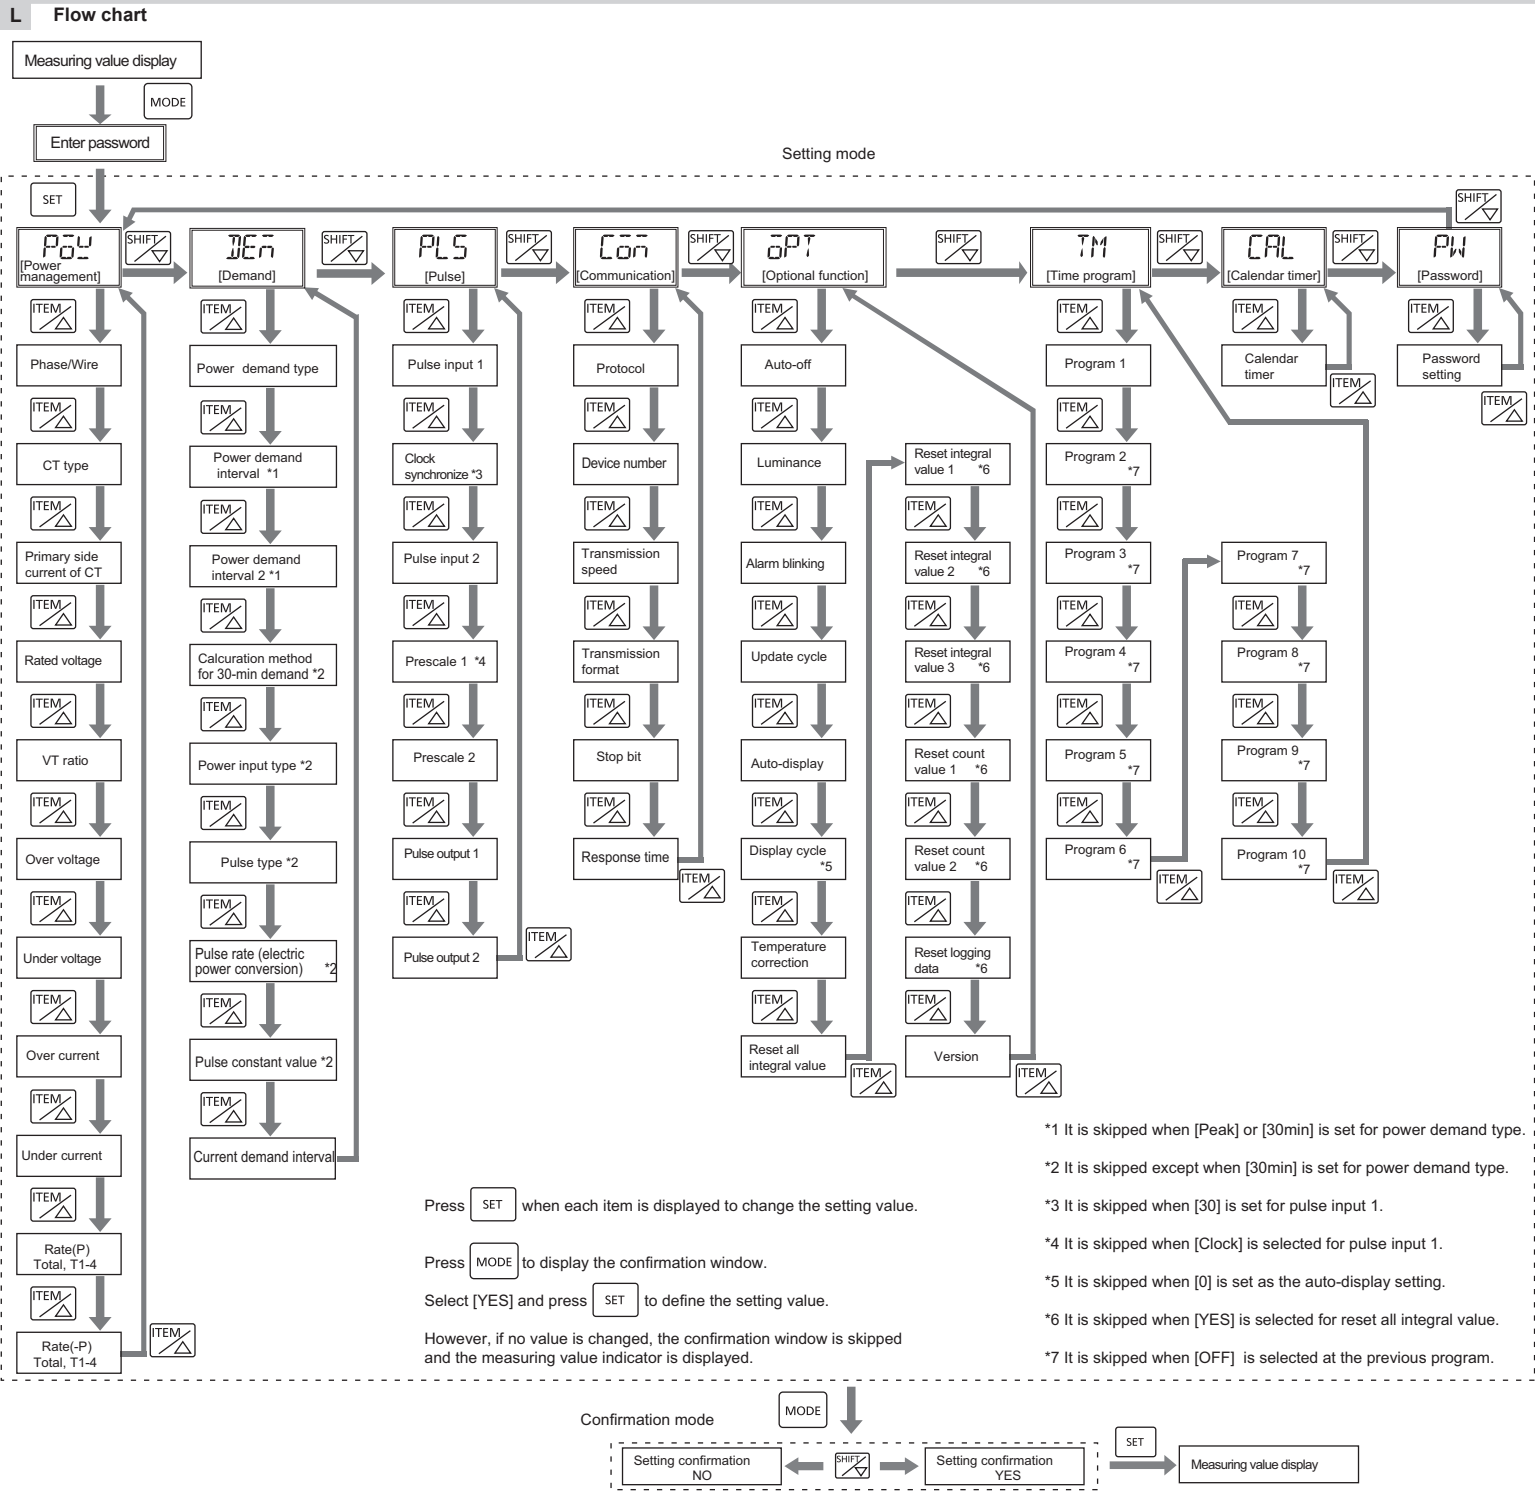 L Flow chart
Measuring value display
MODE
Enter password
Setting mode
SET
SHIFT
PoW
[Power
management]
SHIFT
DEn
[Demand]
SHIFT
PLS
[Pulse]
SHIFT
Com
[Communication]
SHIFT
oPT
[Optional function]
SHIFT
TM
[Time program]
SHIFT
CAL
[Calendar timer]
SHIFT
PW
[Password]
ITEM
Phase/Wire
ITEM
CT type
ITEM
Primary side
current of CT
ITEM
Rated voltage
ITEM
VT ratio
ITEM
Over voltage
ITEM
Under voltage
ITEM
Over current
ITEM
Under current
ITEM
Rate(P)
Total, T1-4
ITEM
Rate(-P)
Total, T1-4
ITEM
ITEM
Power demand type
ITEM
Power demand
interval *1
ITEM
Power demand
interval 2 *1
ITEM
Calcuration method
for 30-min demand *2
ITEM
Power input type *2
ITEM
Pulse type *2
ITEM
Pulse rate (electric
power conversion) *2
ITEM
Pulse constant value *2
ITEM
Current demand interval
ITEM
Pulse input 1
ITEM
Clock
synchronize *3
ITEM
Pulse input 2
ITEM
Prescale 1 *4
ITEM
Prescale 2
ITEM
Pulse output 1
ITEM
Pulse output 2
ITEM
ITEM
Protocol
ITEM
Device number
ITEM
Transmission
speed
ITEM
Transmission
format
ITEM
Stop bit
ITEM
Response time
ITEM
ITEM
Auto-off
ITEM
Luminance
ITEM
Alarm blinking
ITEM
Update cycle
ITEM
Auto-display
ITEM
Display cycle
*5
ITEM
Temperature
correction
ITEM
Reset all
integral value
ITEM
Reset integral
value 1 *6
ITEM
Reset integral
value 2 *6
ITEM
Reset integral
value 3 *6
ITEM
Reset count
value 1 *6
ITEM
Reset count
value 2 *6
ITEM
Reset logging
data *6
ITEM
Version
ITEM
ITEM
Program 1
ITEM
Program 2
*7
ITEM
Program 3
*7
ITEM
Program 4
*7
ITEM
Program 5
*7
ITEM
Program 6
*7
ITEM
Program 7
*7
ITEM
Program 8
*7
ITEM
Program 9
*7
ITEM
Program 10
*7
ITEM
ITEM
Calendar
timer
ITEM
ITEM
Password
setting
ITEM
Press SET when each item is displayed to change the setting value.
Press MODE to display the confirmation window.
Select [YES] and press SET to define the setting value.
However, if no value is changed, the confirmation window is skipped
and the measuring value indicator is displayed.
*1 It is skipped when [Peak] or [30min] is set for power demand type.
*2 It is skipped except when [30min] is set for power demand type.
*3 It is skipped when [30] is set for pulse input 1.
*4 It is skipped when [Clock] is selected for pulse input 1.
*5 It is skipped when [0] is set as the auto-display setting.
*6 It is skipped when [YES] is selected for reset all integral value.
*7 It is skipped when [OFF] is selected at the previous program.
Confirmation mode
MODE
Setting confirmation
NO
SHIFT
Setting confirmation
YES
SET
Measuring value display